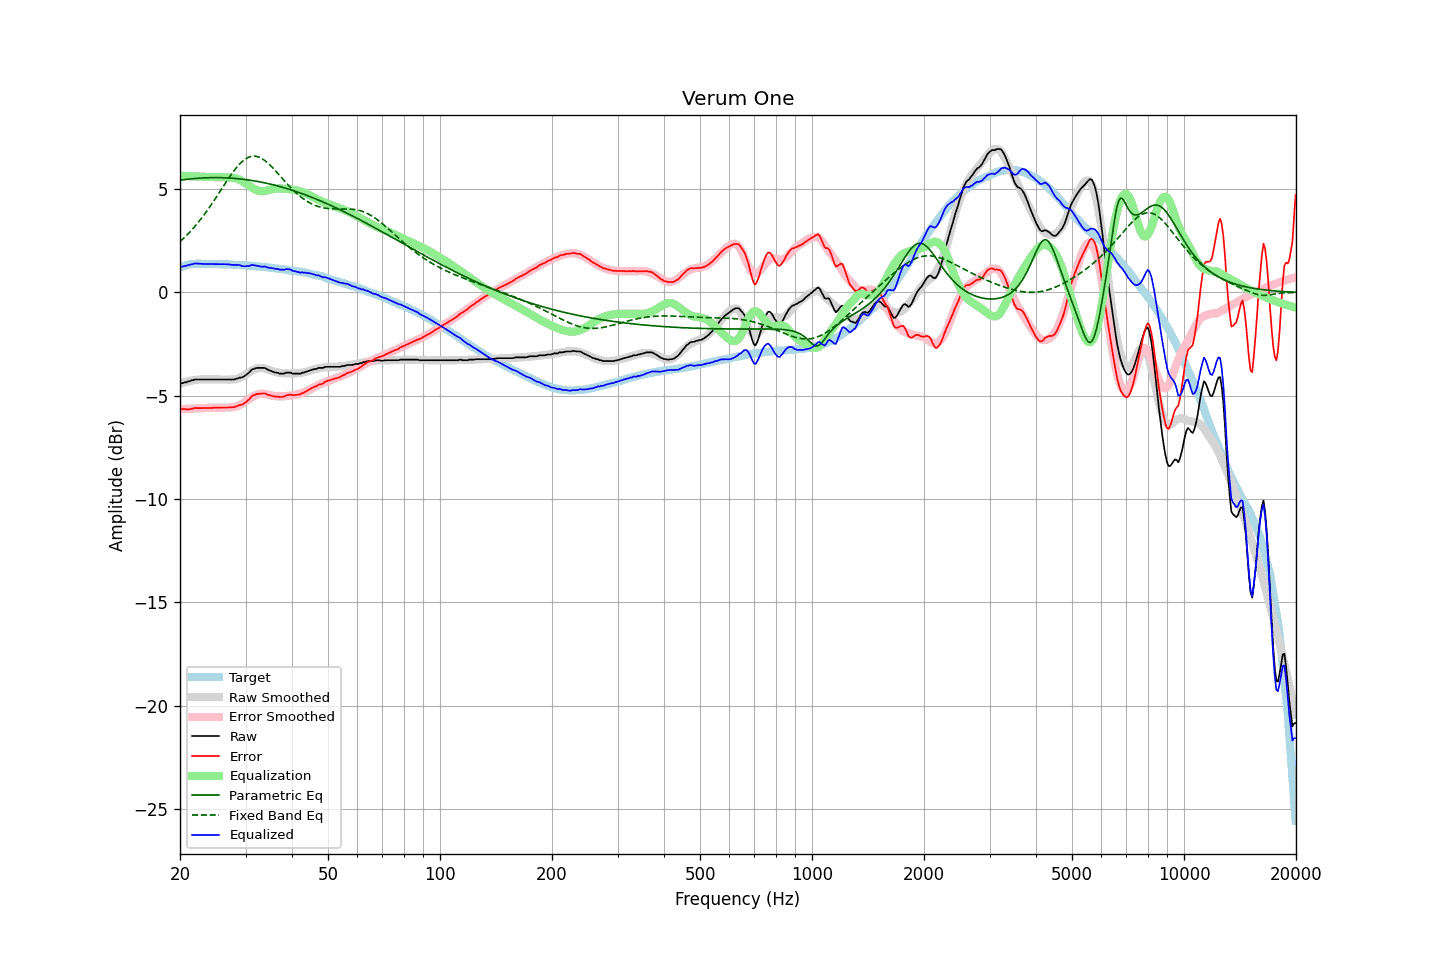 Verum One
Amplitude (dBr)
5
0
−5
−10
−15
−20
−25
Target
Raw Smoothed
Error Smoothed
Raw
Error
Equalization
Parametric Eq
Fixed Band Eq
Equalized
20 50 100 200 500 1000 2000 5000 10000 20000
Frequency (Hz)